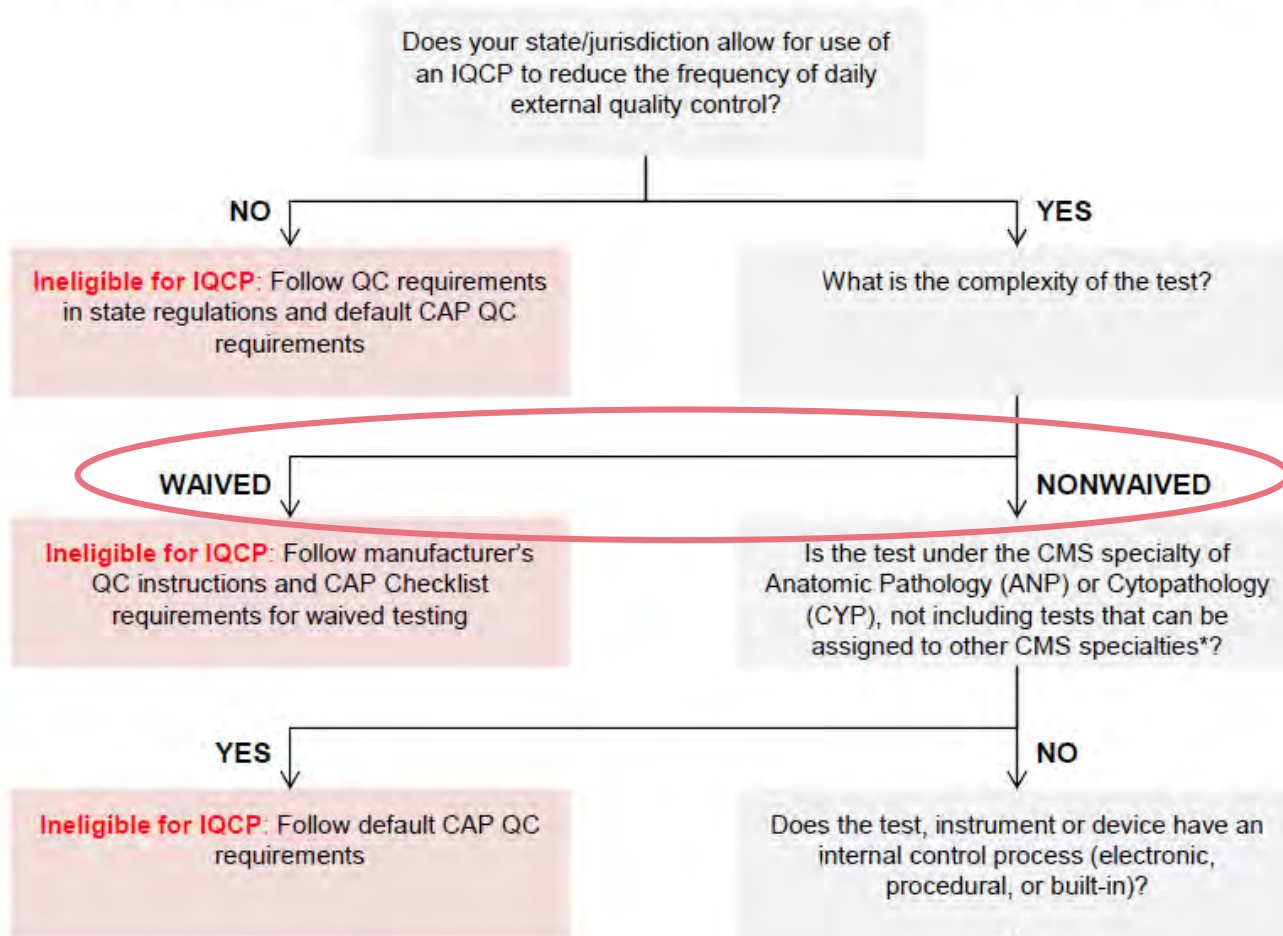 Does your state/jurisdiction allow for use of
an IQCP to reduce the frequency of daily
external quality control?
NO
YES
Ineligible for IQCP: Follow QC requirements
in state regulations and default CAP QC
requirements
What is the complexity of the test?
WAIVED
NONWAIVED
Ineligible for IQCP: Follow manufacturer's
QC instructions and CAP Checklist
requirements for waived testing
Is the test under the CMS specialty of
Anatomic Pathology (ANP) or Cytopathology
(CYP), not including tests that can be
assigned to other CMS specialties*?
YES
NO
Ineligible for IQCP: Follow default CAP QC
requirements
Does the test, instrument or device have an
internal control process (electronic,
procedural, or built-in)?